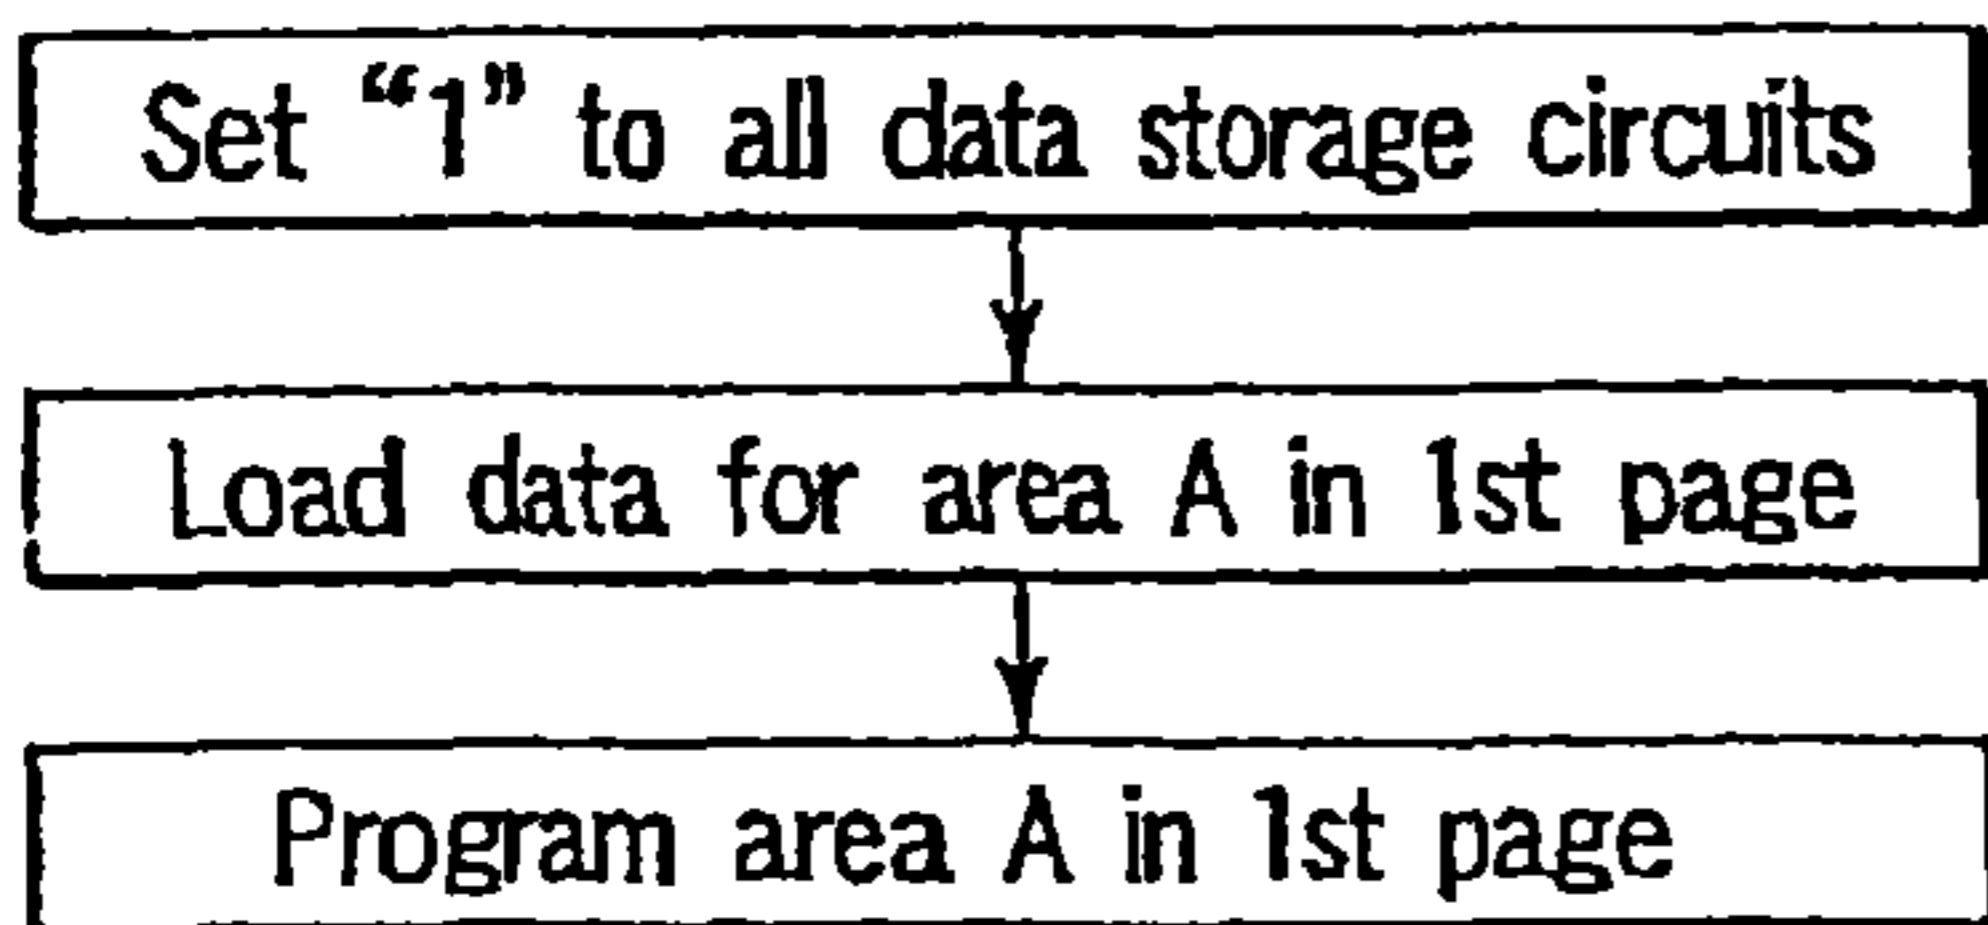 Set “1” to all data storage circuits
Load data for area A in 1st page
Program area A in 1st page